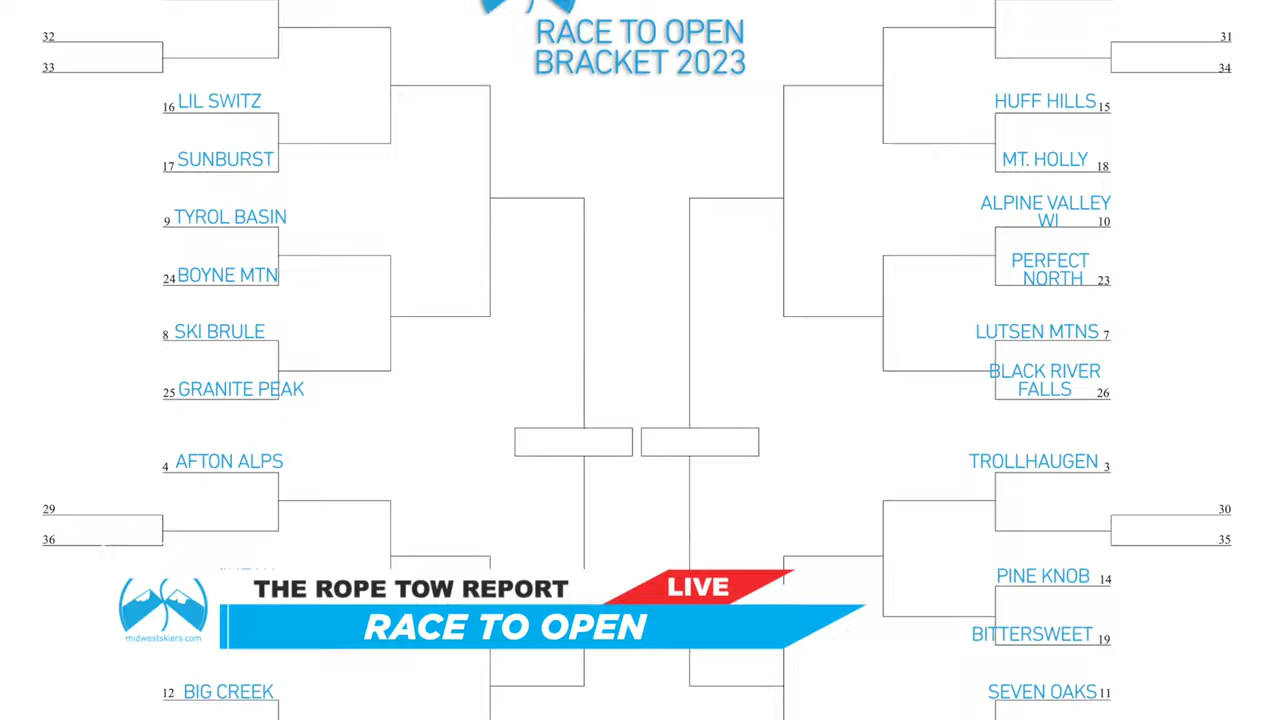 RACE TO OPEN
BRACKET 2023
32
33
16 LIL SWITZ
17 SUNBURST
9 TYROL BASIN
24 BOYNE MTN
8 SKI BRULE
25 GRANITE PEAK
4 AFTON ALPS
29
36
12 BIG CREEK
31
34
HUFF HILLS 15
MT. HOLLY 18
ALPINE VALLEY
WI 10
PERFECT
NORTH 23
LUTSEN MTNS 7
BLACK RIVER
FALLS 26
TROLLHAUGEN 3
30
35
PINE KNOB 14
BITTERSWEET 19
SEVEN OAKS 11
THE ROPE TOW REPORT
LIVE
RACE TO OPEN
midwestskiers.com